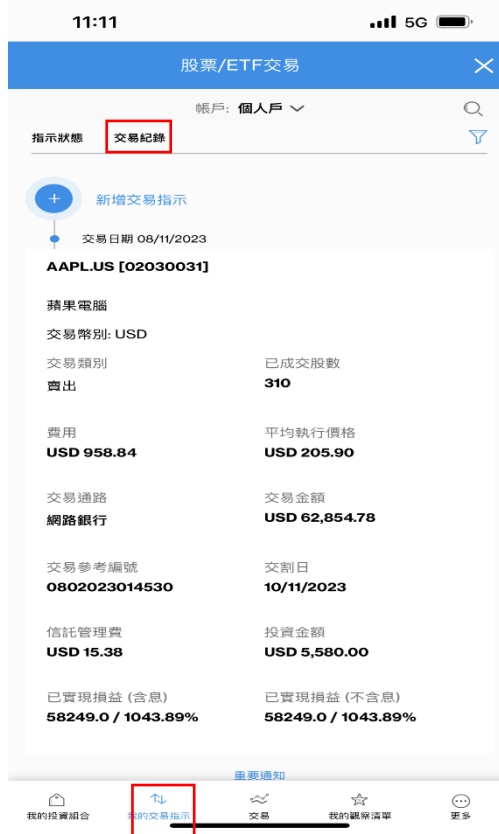 11:11 5G
股票/ETF交易
帳戶: 個人戶
指示狀態 交易紀錄
新增交易指示
交易日期 08/11/2023
AAPL.US [02030031]
蘋果電腦
交易幣別: USD
交易類別 已成交股數
賣出 310
費用 平均執行價格
USD 958.84 USD 205.90
交易通路 交易金額
網路銀行 USD 62,854.78
交易參考編號 交割日
0802023014530 10/11/2023
信託管理費 投資金額
USD 15.38 USD 5,580.00
已實現損益 (含息) 已實現損益 (不含息)
58249.0 / 1043.89% 58249.0 / 1043.89%
重要通知
我的投資組合 我的交易指示 交易 我的觀察清單 更多